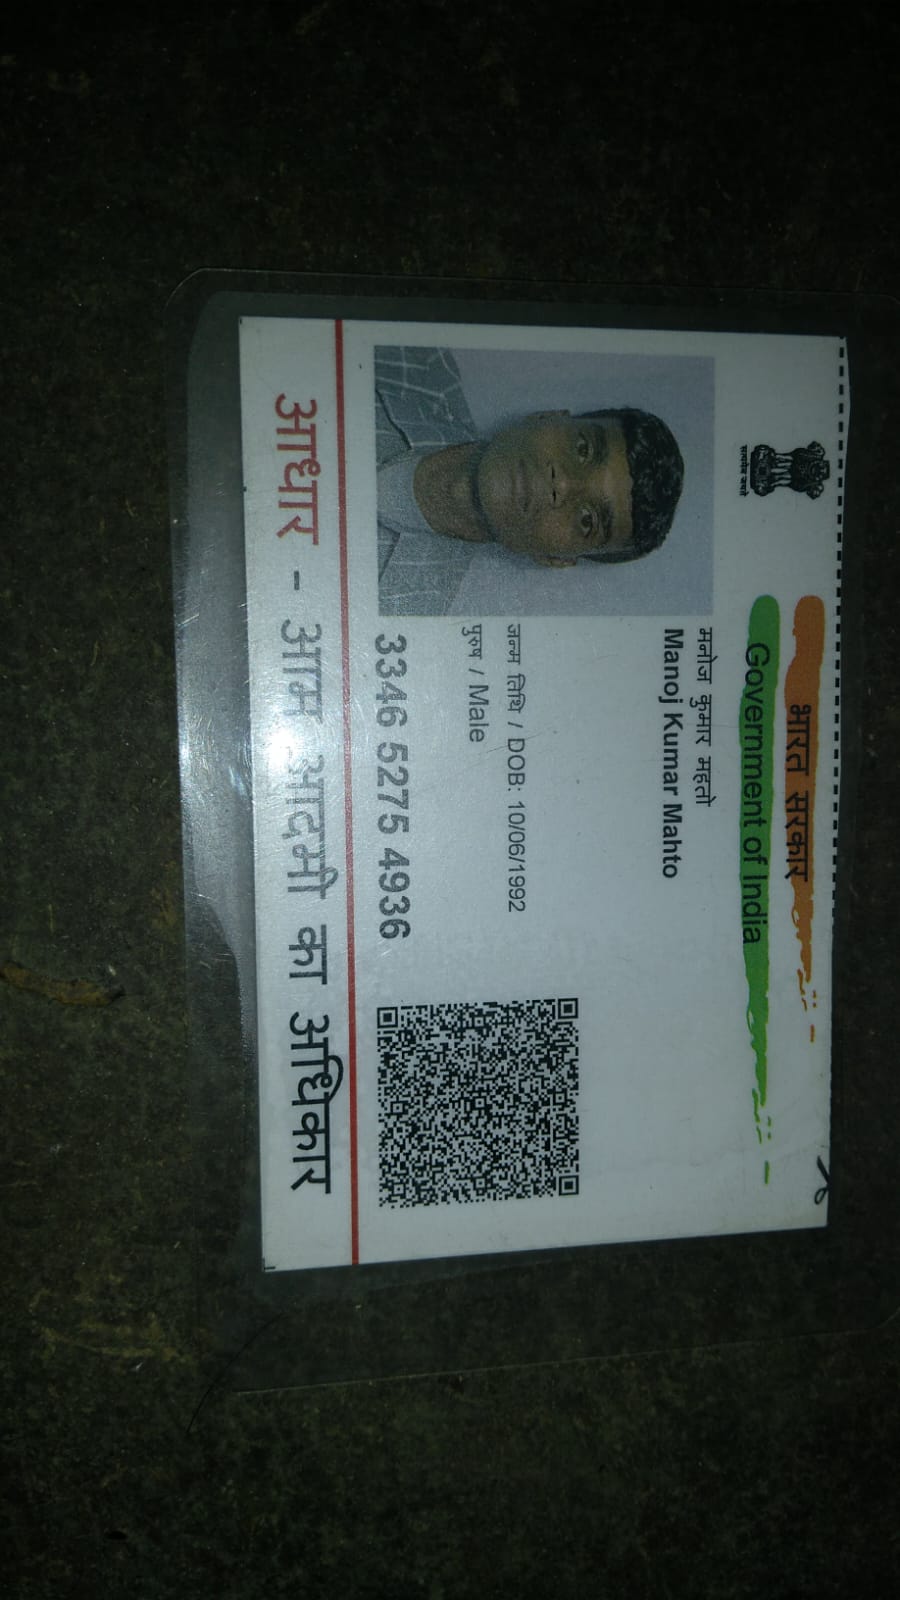 भारत सरकार
Government of India
सत्यमेव जयते
मनोज कुमार महतो
Manoj Kumar Mahto
जन्म तिथि / DOB: 10/06/1992
पुरुष / Male
3346 5275 4936
आधार - आम आदमी का अधिकार